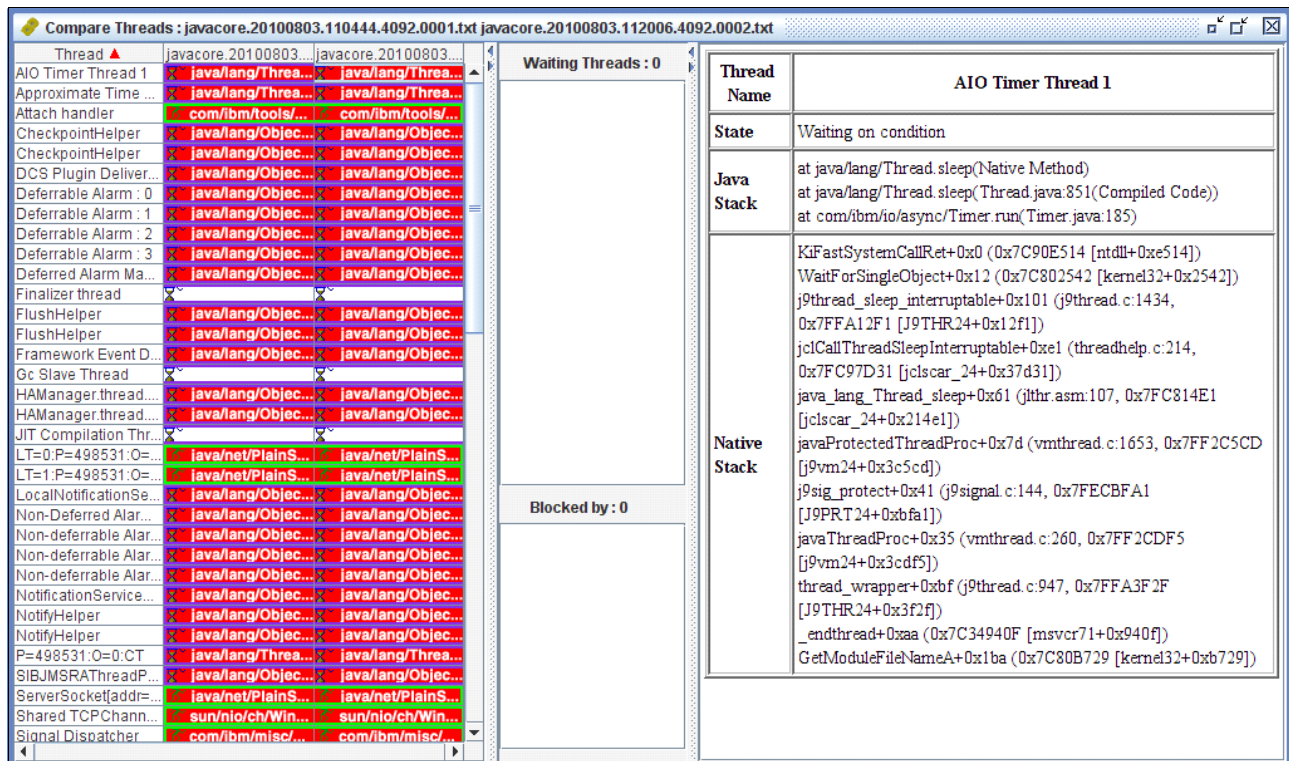 Compare Threads : javacore.20100803.110444.4092.0001.txt javacore.20100803.112006.4092.0002.txt
Thread javacore.20100803.... javacore.20100803....
AIO Timer Thread 1 java/lang/Threa... java/lang/Threa...
Approximate Time ... java/lang/Threa... java/lang/Threa...
Attach handler com/ibm/tools/... com/ibm/tools/...
CheckpointHelper java/lang/Objec... java/lang/Objec...
CheckpointHelper java/lang/Objec... java/lang/Objec...
DCS Plugin Deliver... java/lang/Objec... java/lang/Objec...
Deferrable Alarm : 0 java/lang/Objec... java/lang/Objec...
Deferrable Alarm : 1 java/lang/Objec... java/lang/Objec...
Deferrable Alarm : 2 java/lang/Objec... java/lang/Objec...
Deferrable Alarm : 3 java/lang/Objec... java/lang/Objec...
Deferred Alarm Ma... java/lang/Objec... java/lang/Objec...
Finalizer thread
FlushHelper java/lang/Objec... java/lang/Objec...
FlushHelper java/lang/Objec... java/lang/Objec...
Framework Event D... java/lang/Objec... java/lang/Objec...
Gc Slave Thread
HAManager.thread.... java/lang/Objec... java/lang/Objec...
HAManager.thread.... java/lang/Objec... java/lang/Objec...
JIT Compilation Thr...
LT=0:P=498531:O=... java/net/PlainS... java/net/PlainS...
LT=1:P=498531:O=... java/net/PlainS... java/net/PlainS...
LocalNotificationSe... java/lang/Objec... java/lang/Objec...
Non-Deferred Alar... java/lang/Objec... java/lang/Objec...
Non-deferrable Alar... java/lang/Objec... java/lang/Objec...
Non-deferrable Alar... java/lang/Objec... java/lang/Objec...
NotificationService... java/lang/Objec... java/lang/Objec...
NotifyHelper java/lang/Objec... java/lang/Objec...
NotifyHelper java/lang/Objec... java/lang/Objec...
P=498531:O=0:CT java/lang/Threa... java/lang/Threa...
SIBJMSRAThreadP... java/lang/Objec... java/lang/Objec...
ServerSocket[addr=... java/net/PlainS... java/net/PlainS...
Shared TCPChann... sun/nio/ch/Win... sun/nio/ch/Win...
Signal Dispatcher com/ibm/misc/... com/ibm/misc/...
Waiting Threads : 0
Blocked by : 0
Thread Name
AIO Timer Thread 1
State Waiting on condition
Java Stack
at java/lang/Thread.sleep(Native Method)
at java/lang/Thread.sleep(Thread.java:851(Compiled Code))
at com/ibm/io/async/Timer.run(Timer.java:185)
Native Stack
KiFastSystemCallRet+0x0 (0x7C90E514 [ntdll+0xe514])
WaitForSingleObject+0x12 (0x7C802542 [kernel32+0x2542])
j9thread_sleep_interruptable+0x101 (j9thread.c:1434,
0x7FFA12F1 [J9THR24+0x12f1])
jclCallThreadSleepInterruptable+0xe1 (threadhelp.c:214,
0x7FC97D31 [jclscar_24+0x37d31])
java_lang_Thread_sleep+0x61 (jlthr.asm:107, 0x7FC814E1
[jclscar_24+0x214e1])
javaProtectedThreadProc+0x7d (vmthread.c:1653, 0x7FF2C5CD
[j9vm24+0x3c5cd])
j9sig_protect+0x41 (j9signal.c:144, 0x7FECBFA1
[J9PRT24+0xbfa1])
javaThreadProc+0x35 (vmthread.c:260, 0x7FF2CDF5
[j9vm24+0x3cdf5])
thread_wrapper+0xbf (j9thread.c:947, 0x7FFA3F2F
[J9THR24+0x3f2f])
_endthread+0xaa (0x7C34940F [msvcr71+0x940f])
GetModuleFileNameA+0x1ba (0x7C80B729 [kernel32+0xb729])